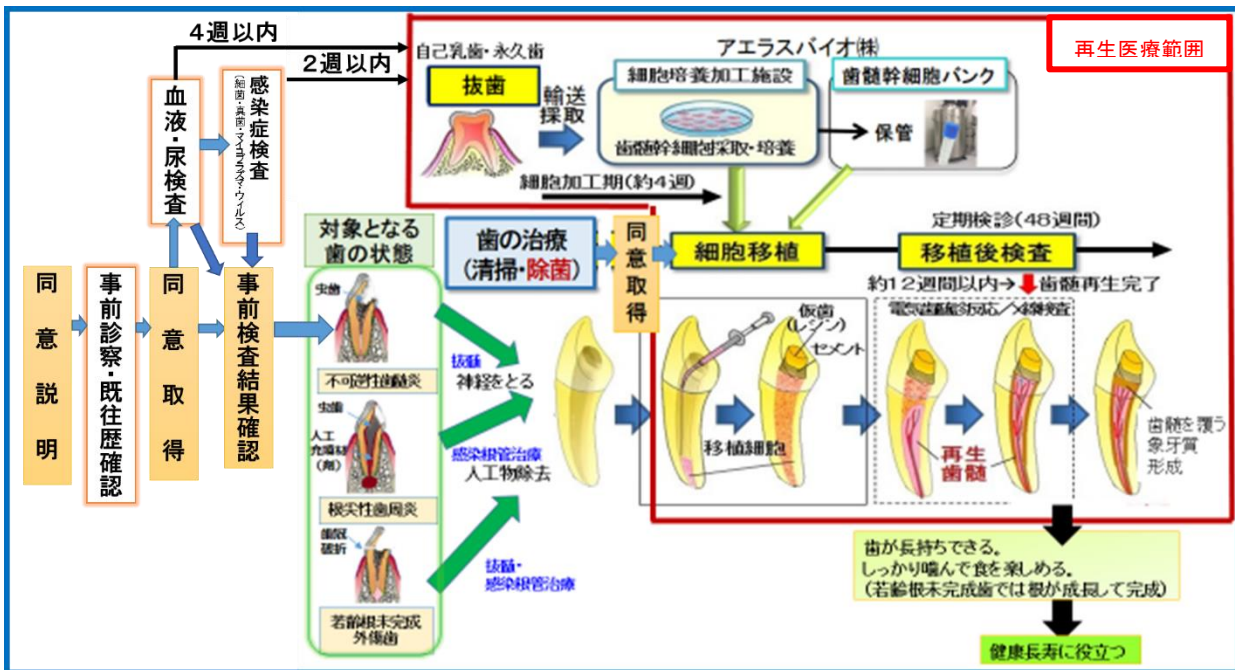 再生医療範囲
4週以内
2週以内
自己乳歯・永久歯
抜歯
輸送
採取
アエラスバイオ㈱
細胞培養加工施設
歯髄幹細胞採取・培養
歯髄幹細胞バンク
保管
細胞加工期(約4週)
血液・尿検査
感染症検査
(細菌・真菌・マイコプラズマ・ウイルス)
同意説明
事前診察・既往歴確認
同意取得
事前検査結果確認
対象となる
歯の状態
虫歯
不可逆性歯髄炎
虫歯
人工
充填材
(剤)
根尖性歯周炎
歯冠
破折
若齢根未完成
外傷歯
歯の治療
(清掃・除菌)
同意取得
細胞移植
定期検診(48週間)
移植後検査
約12週間以内→
歯髄再生完了
抜髄
神経をとる
感染根管治療
人工物除去
抜髄・
感染根管治療
仮歯
(レジン)
セメント
移植細胞
再生
歯髄
歯髄を覆う
象牙質
形成
歯が長持ちできる。
しっかり噛んで食を楽しめる。
(若齢根未完成歯では根が成長して完成)
健康長寿に役立つ